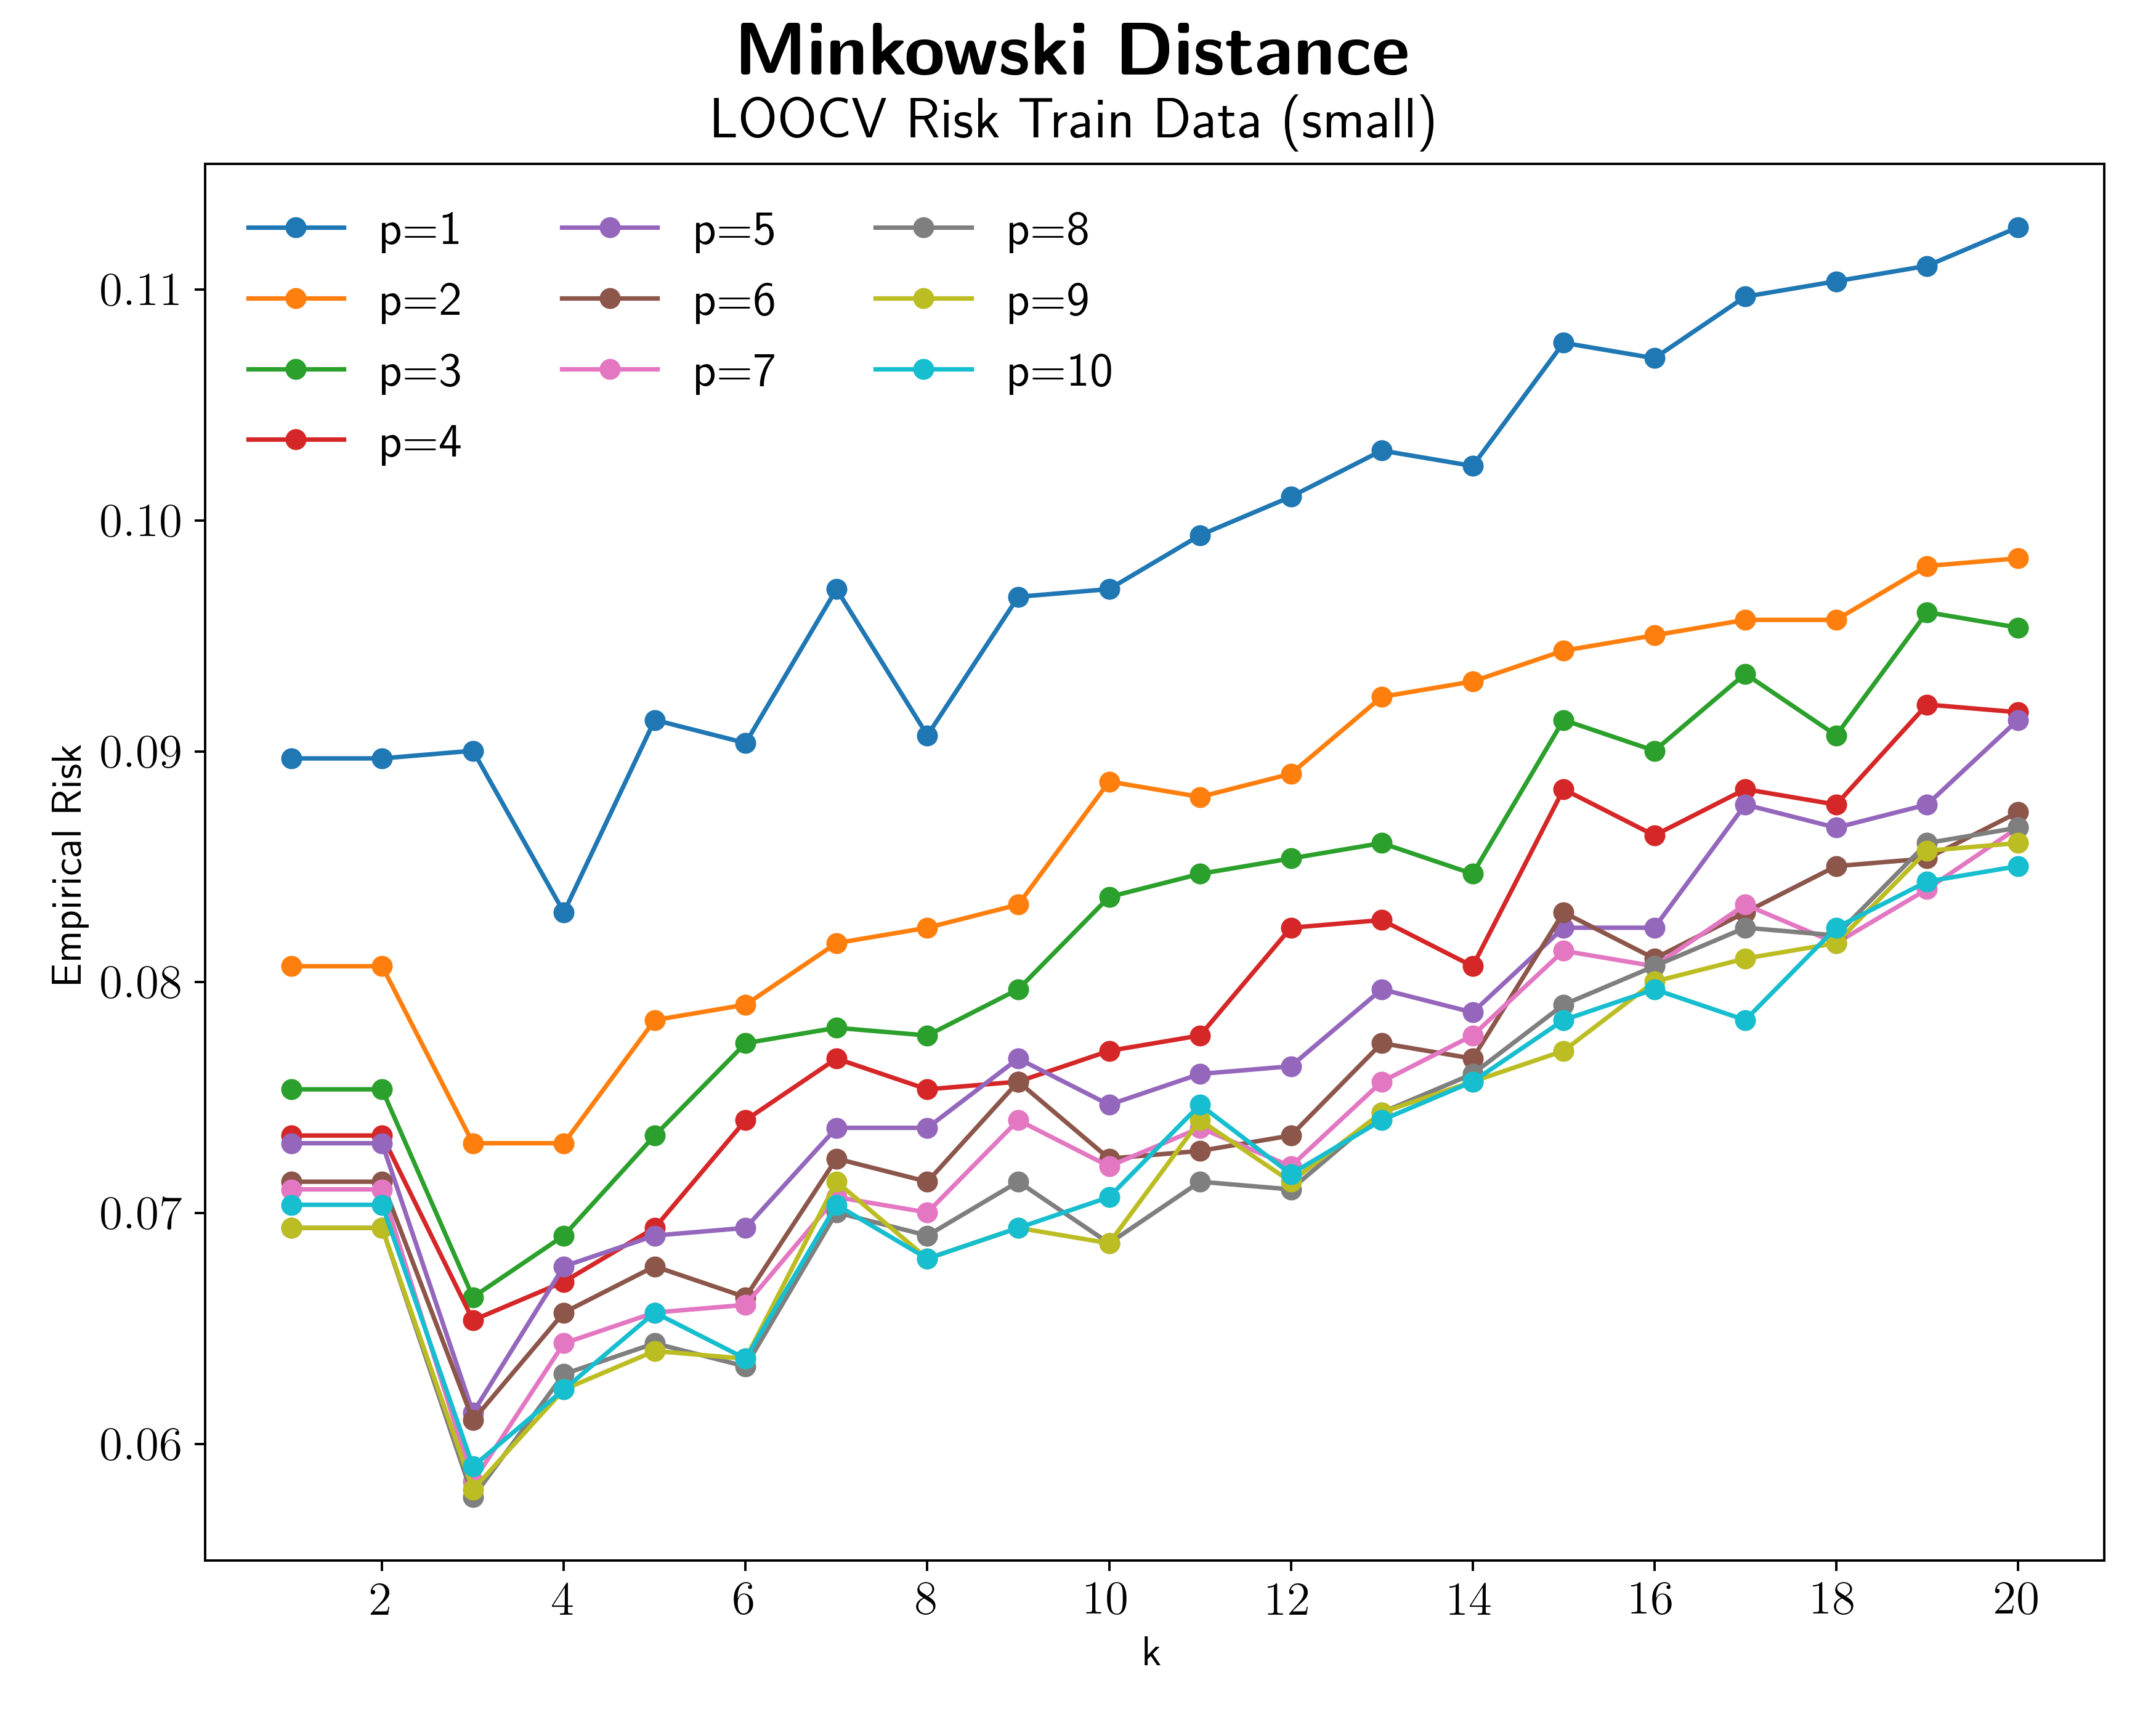 Minkowski Distance
LOOCV Risk Train Data (small)
p=1
p=2
p=3
p=4
p=5
p=6
p=7
p=8
p=9
p=10
Empirical Risk
0.11
0.10
0.09
0.08
0.07
0.06
2 4 6 8 10 12 14 16 18 20
k